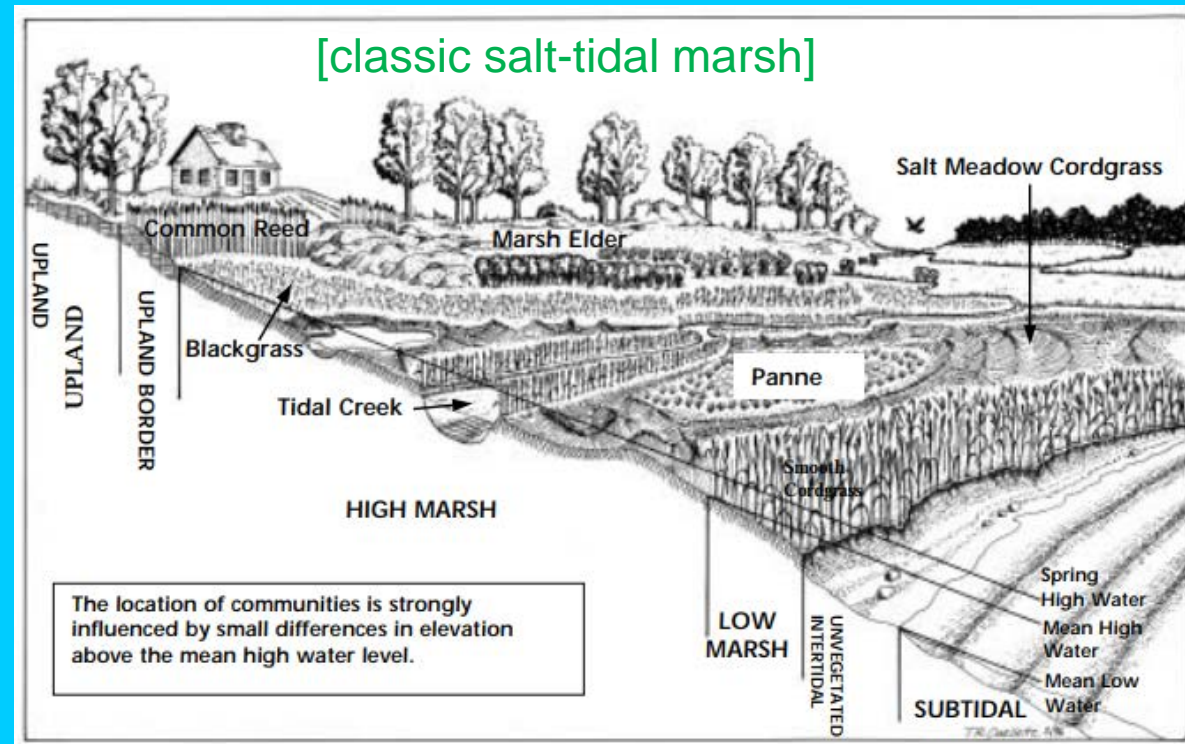 [classic salt-tidal marsh]
Salt Meadow Cordgrass
Common Reed
Marsh Elder
UPLAND
UPLAND
UPLAND BORDER
Blackgrass
Panne
Tidal Creek
Smooth
Cordgrass
HIGH MARSH
The location of communities is strongly
influenced by small differences in elevation
above the mean high water level.
LOW
MARSH
UNVEGETATED
INTERTIDAL
SUBTIDAL
Spring
High Water
Mean High
Water
Mean Low
Water